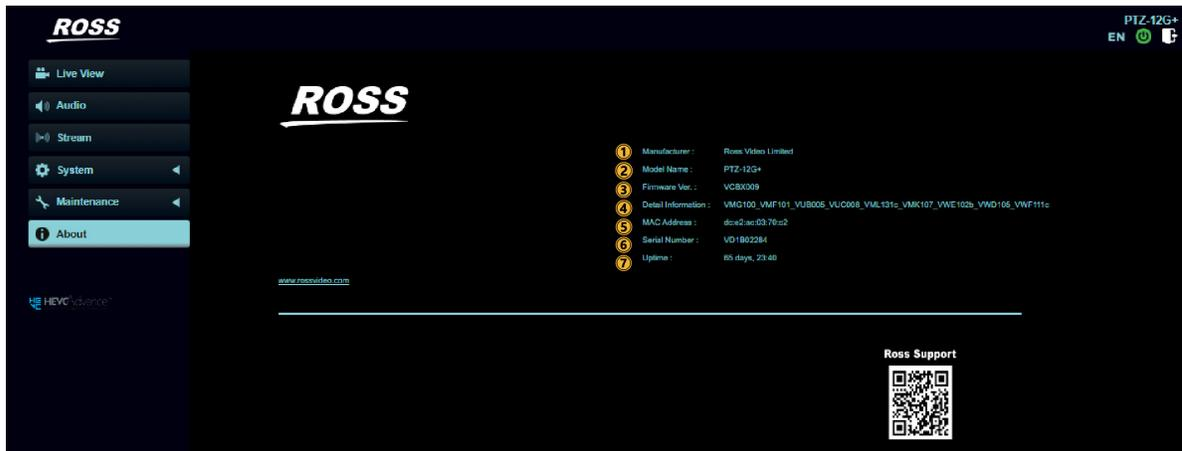 ROSS
PTZ-12G+
EN
Live View
Audio
Stream
System
Maintenance
About
HEVC Advance
ROSS
1 Manufacturer : Ross Video Limited
2 Model Name : PTZ-12G+
3 Firmware Ver. : VCBX009
4 Detail Information : VMG100_VMF101_VUB005_VUC008_VML131c_VMK107_VWE102b_VWD105_VWF111c
5 MAC Address : dc:e2:ac:03:70:c2
6 Serial Number : VD1B02284
7 Uptime : 65 days, 23:40
www.rossvideo.com
Ross Support